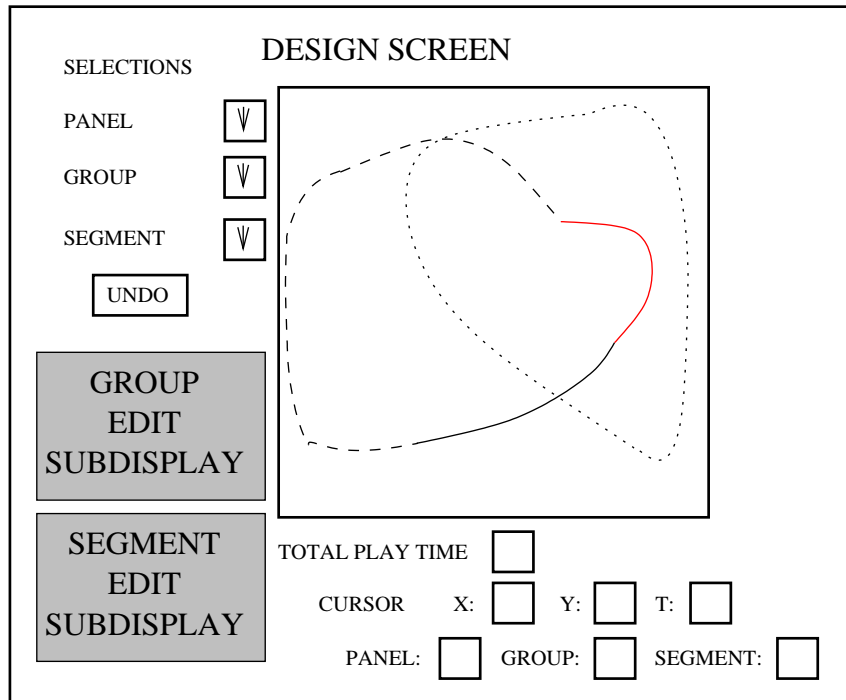 DESIGN SCREEN
SELECTIONS
PANEL
GROUP
SEGMENT
UNDO
GROUP
EDIT
SUBDISPLAY
SEGMENT
EDIT
SUBDISPLAY
TOTAL PLAY TIME
CURSOR X: Y: T:
PANEL: GROUP: SEGMENT: